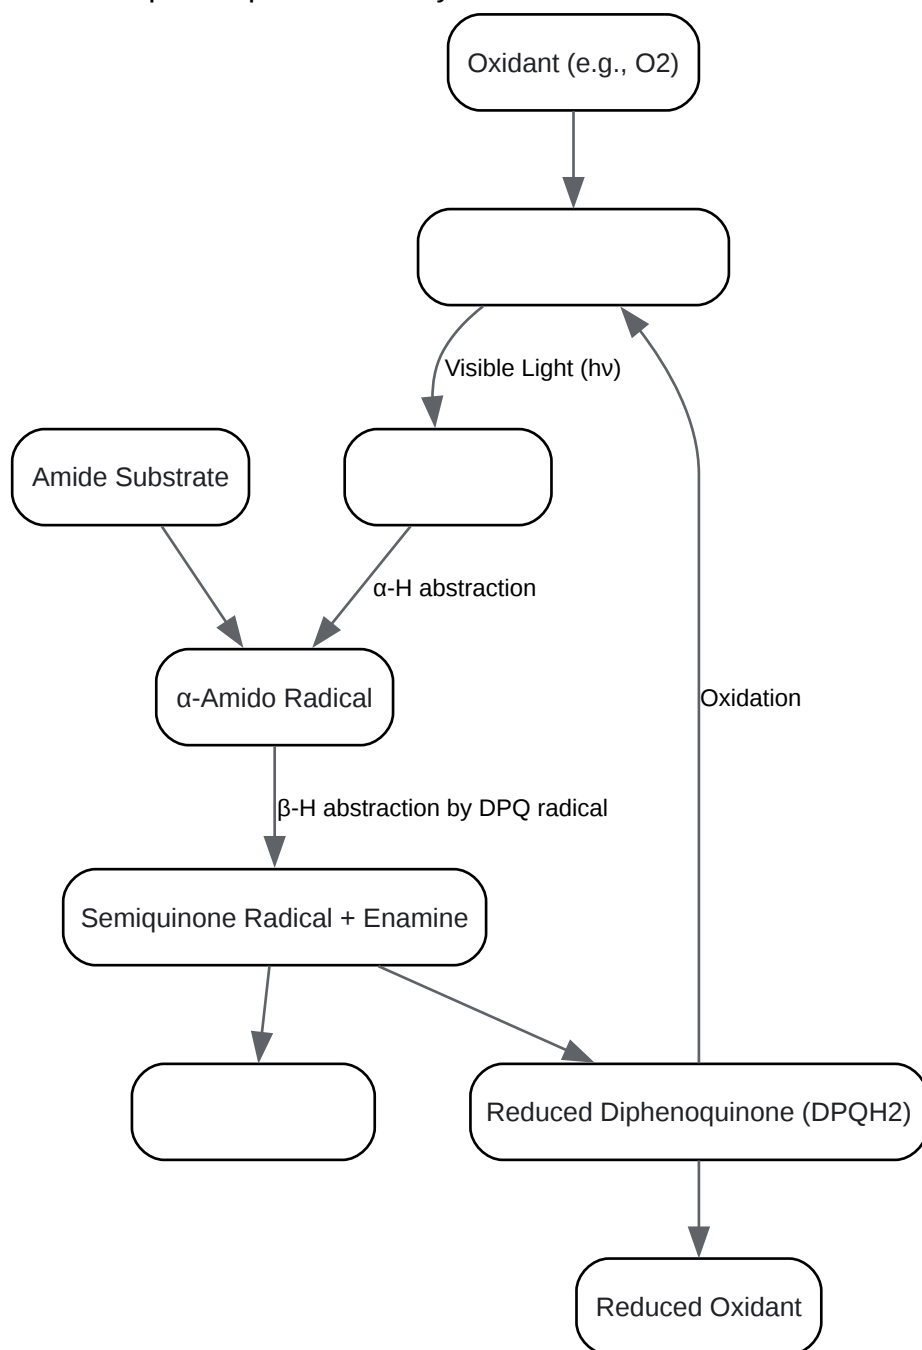 Oxidant (e.g., O2)
Visible Light (hν)
Amide Substrate
α-H abstraction
α-Amido Radical
Oxidation
β-H abstraction by DPQ radical
Semiquinone Radical + Enamine
Reduced Diphenoquinone (DPQH2)
Reduced Oxidant